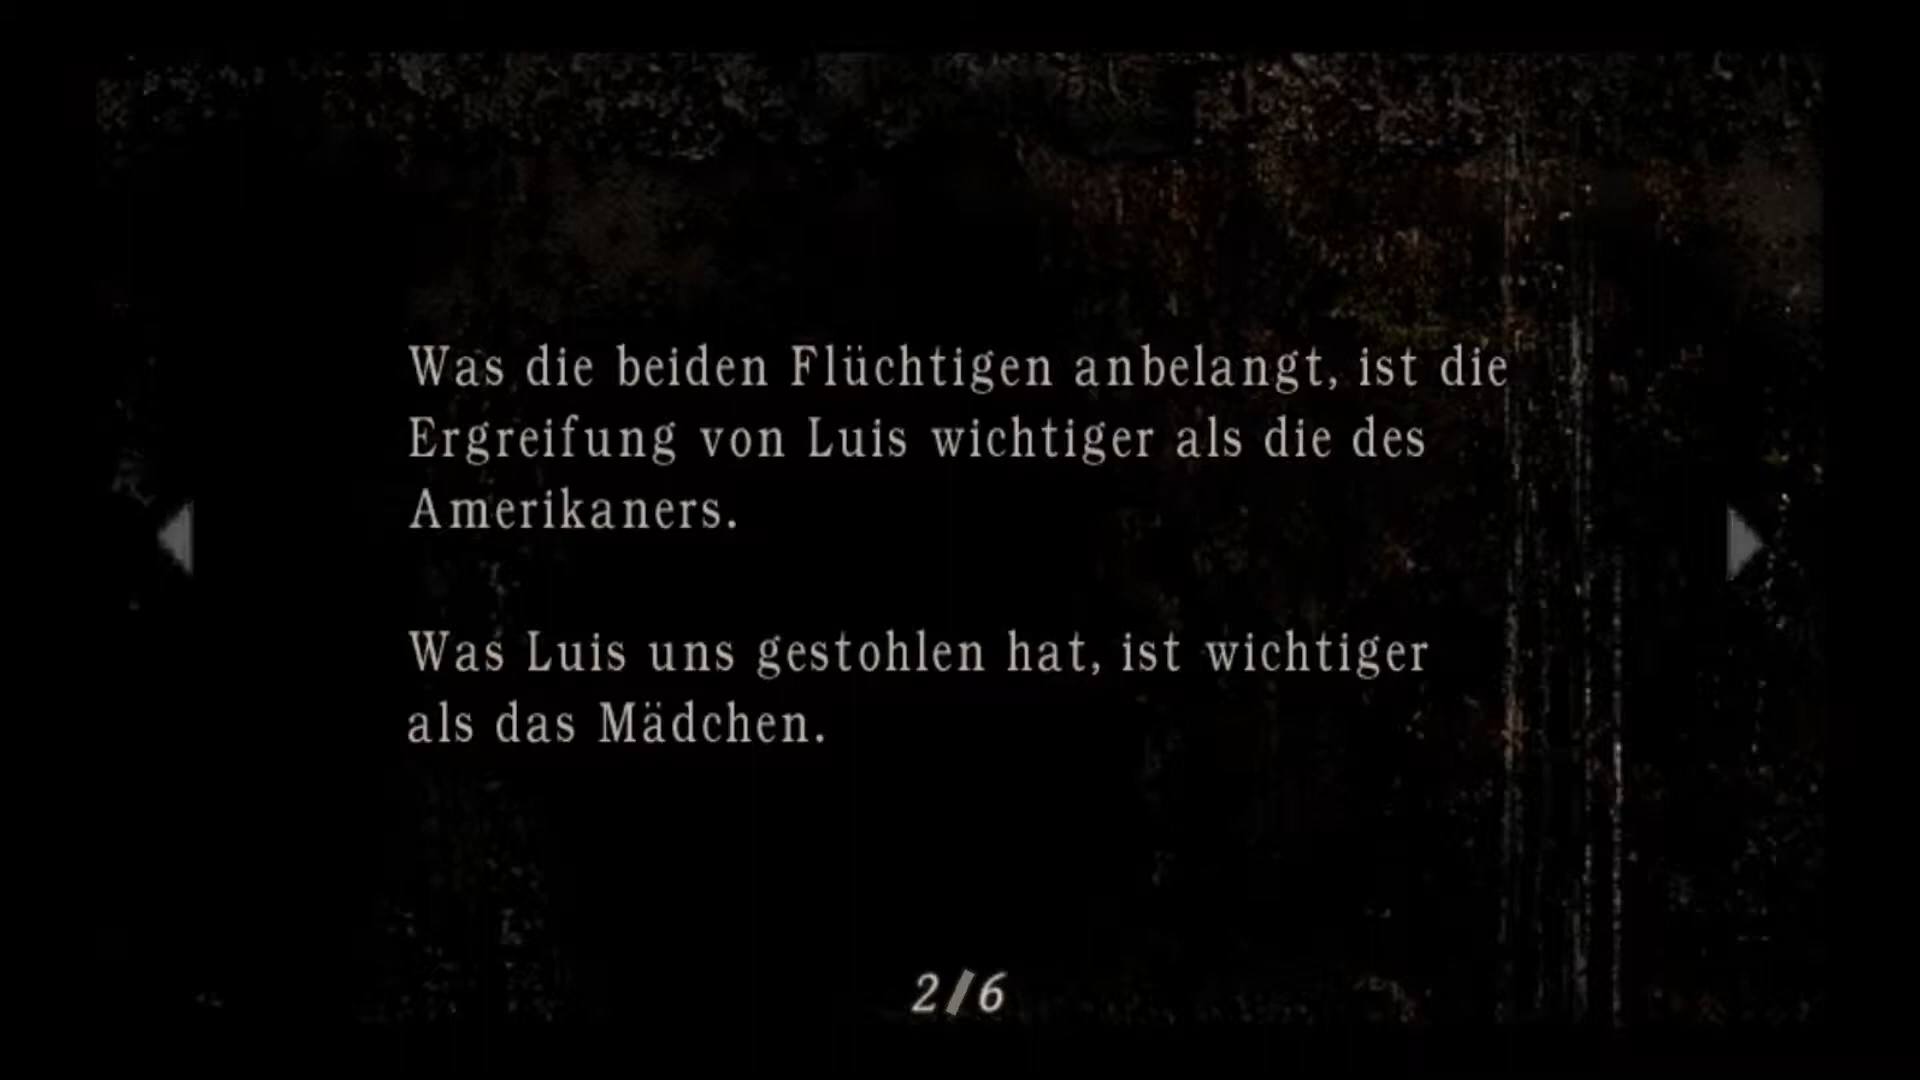 Was die beiden Flüchtigen anbelangt, ist die
Ergreifung von Luis wichtiger als die des
Amerikaners.
Was Luis uns gestohlen hat, ist wichtiger
als das Mädchen.
2/6